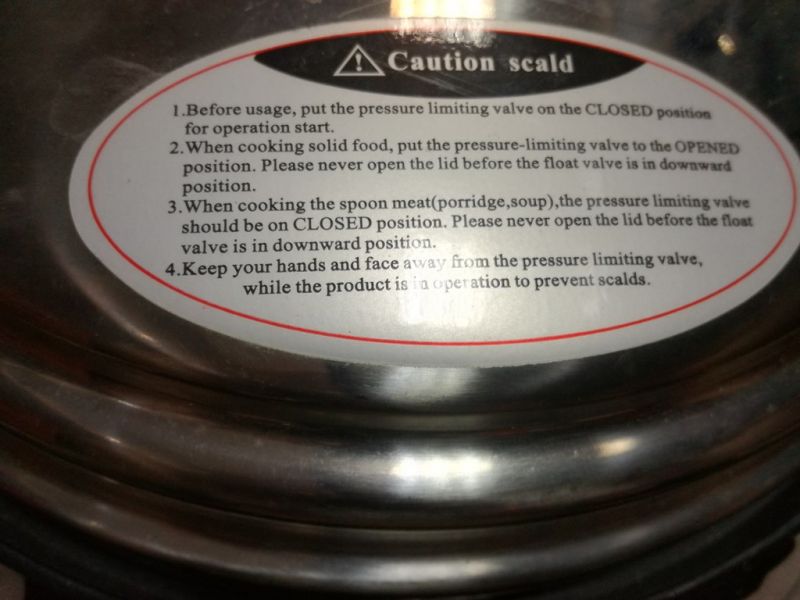 Caution scald
1.Before usage, put the pressure limiting valve on the CLOSED position
for operation start.
2.When cooking solid food, put the pressure-limiting valve to the OPENED
position. Please never open the lid before the float valve is in downward
position.
3.When cooking the spoon meat(porridge,soup),the pressure limiting valve
should be on CLOSED position. Please never open the lid before the float
valve is in downward position.
4.Keep your hands and face away from the pressure limiting valve,
while the product is in operation to prevent scalds.